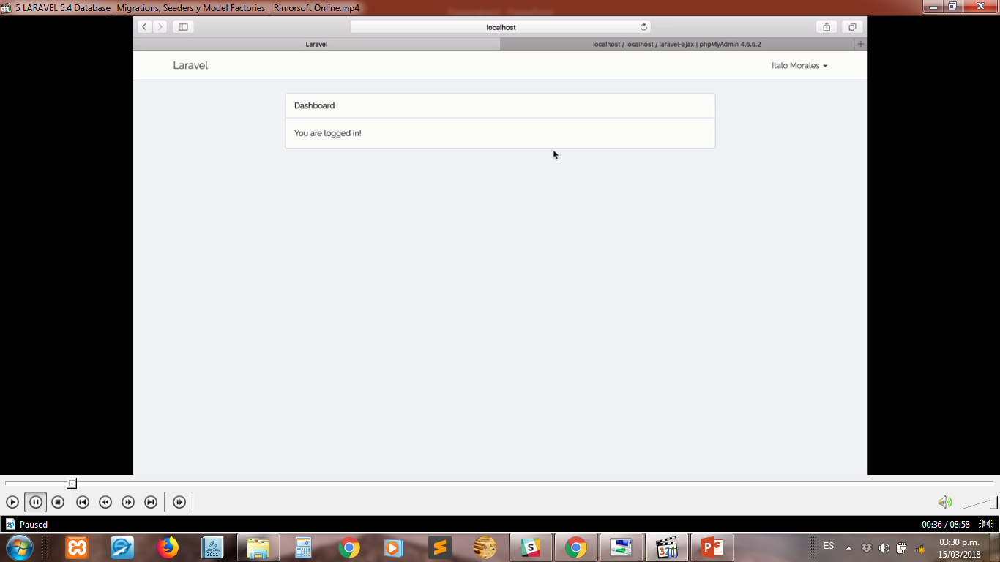 5 LARAVEL 5.4 Database_ Migrations, Seeders y Model Factories _ Rimorsoft Online.mp4
localhost
Laravel
localhost / localhost / laravel-ajax | phpMyAdmin 4.6.5.2
Laravel
Italo Morales
Dashboard
You are logged in!
Paused
00:36 / 08:58
2011
S
321
P
ES
03:30 p.m.
15/03/2018